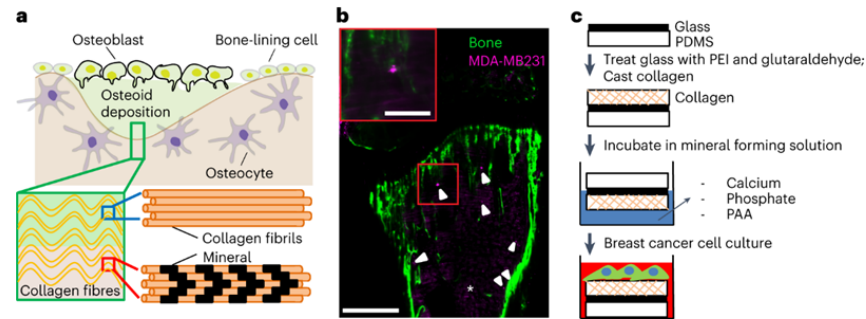 a
Osteoblast
Bone-lining cell
Osteoid
deposition
Osteocyte
Collagen fibrils
Mineral
Collagen fibres
b
Bone
MDA-MB231
*
c
Glass
PDMS
Treat glass with PEI and glutaraldehyde;
Cast collagen
Collagen
Incubate in mineral forming solution
- Calcium
- Phosphate
- PAA
Breast cancer cell culture